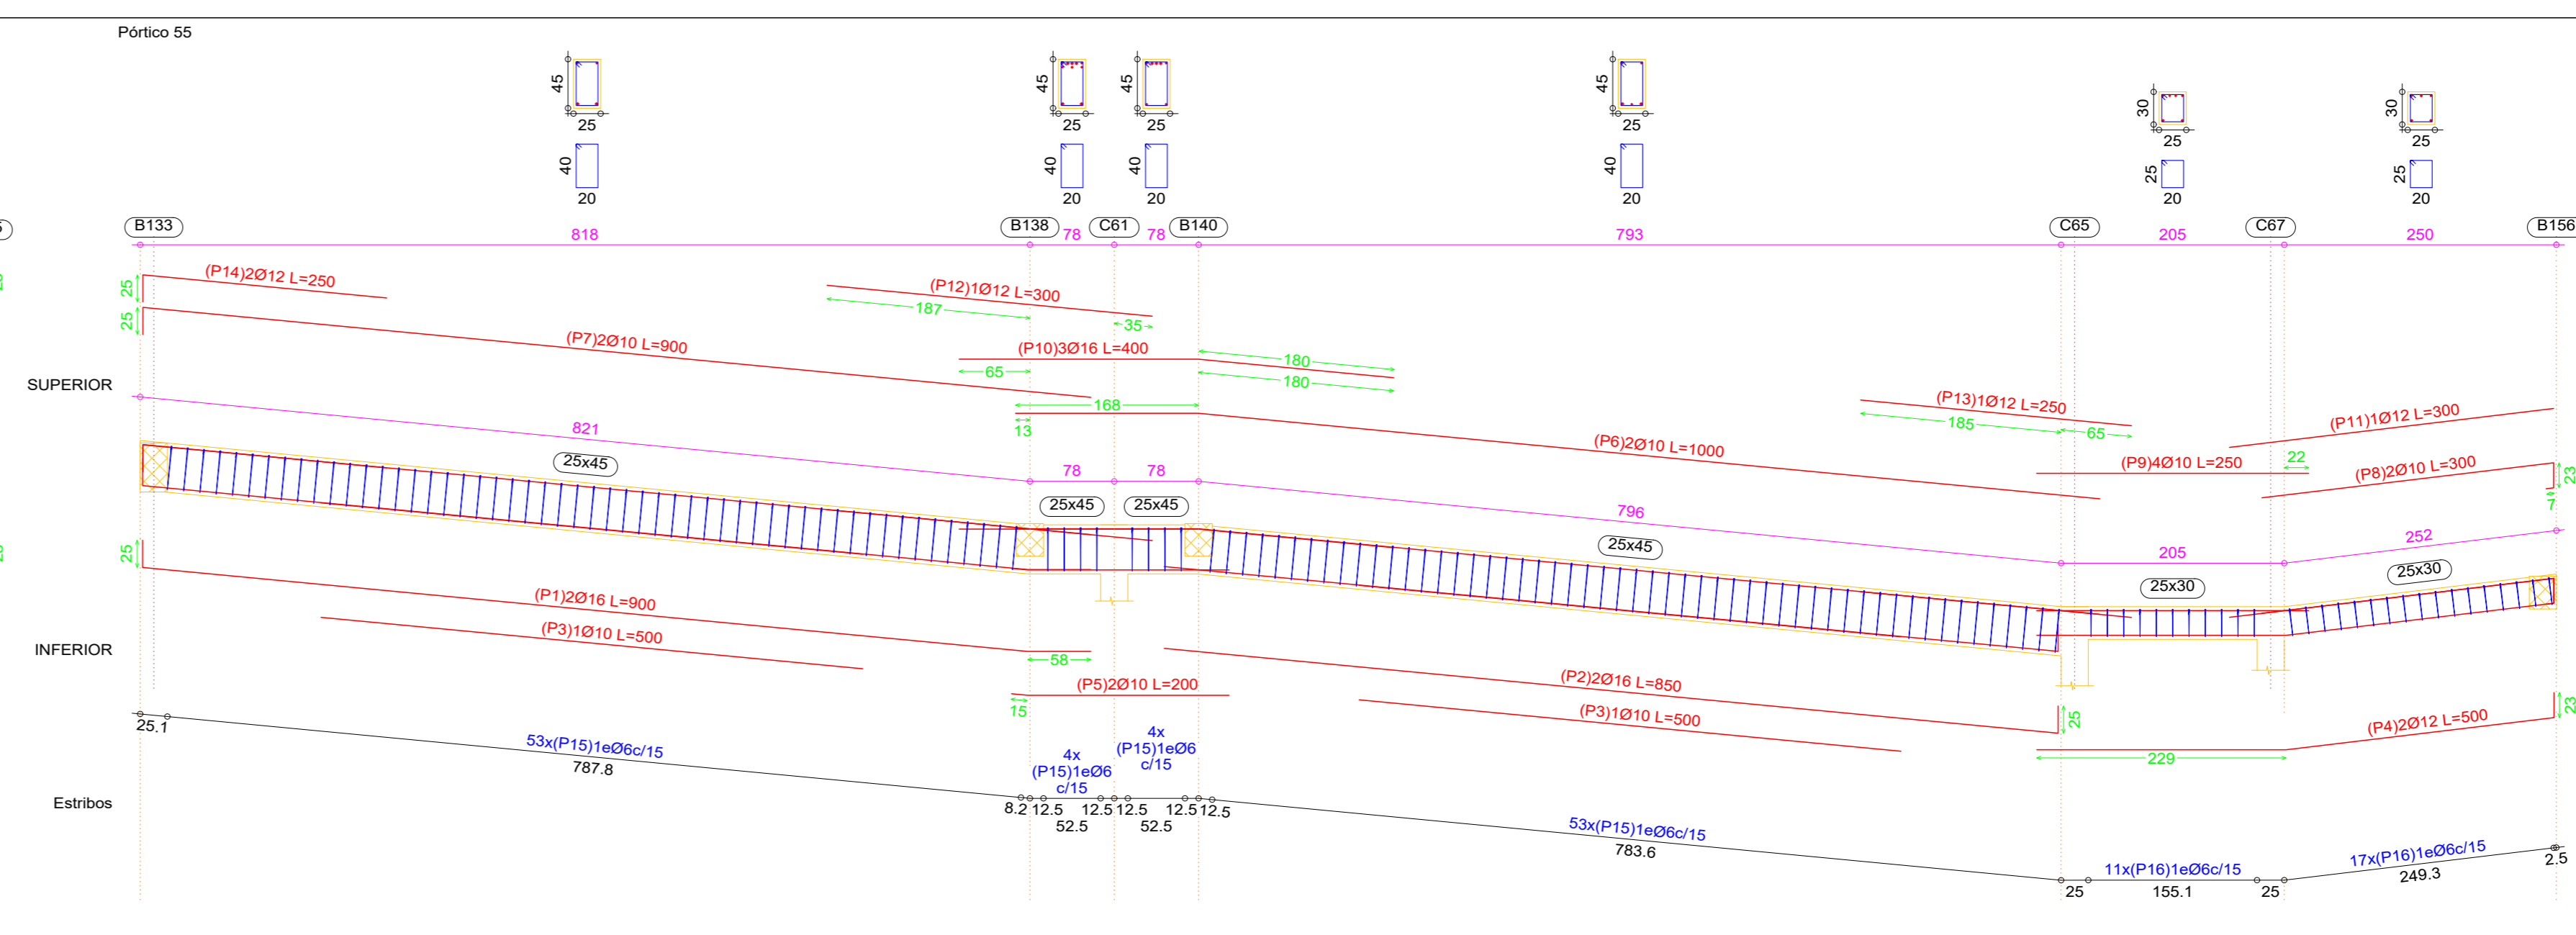 Pórtico 55
45 45 45 45
25 25 25 25
30 30
25 25
40 40 40 40
20 20 20 20
25 25
20 20
B133 B138 C61 B140 C65 C67 B156
818 78 78 793 205 250
(P14)2Ø12 L=250
25
(P12)1Ø12 L=300
187
35
(P7)2Ø10 L=900
25
(P10)3Ø16 L=400
65
180
180
SUPERIOR
168
13
(P6)2Ø10 L=1000
(P13)1Ø12 L=250
185
65
(P11)1Ø12 L=300
(P9)4Ø10 L=250
22
(P8)2Ø10 L=300
23
7
821 78 78 796 205 252
25x45 25x45 25x45 25x45 25x30 25x30
25
(P1)2Ø16 L=900
58
(P3)1Ø10 L=500
INFERIOR
(P5)2Ø10 L=200
15
(P2)2Ø16 L=850
25
(P3)1Ø10 L=500
(P4)2Ø12 L=500
23
229
25.1
53x(P15)1eØ6c/15
787.8
4x
(P15)1eØ6
c/15
4x
(P15)1eØ6
c/15
Estribos
8.2 12.5 12.5 12.5 12.5 12.5
52.5 52.5
53x(P15)1eØ6c/15
783.6
11x(P16)1eØ6c/15
25 155.1 25
17x(P16)1eØ6c/15
249.3
2.5